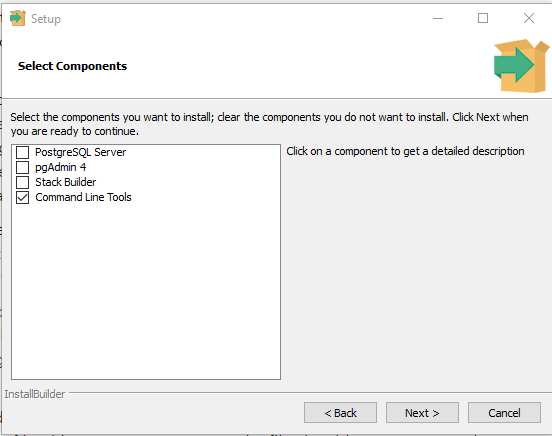 Setup
Select Components
Select the components you want to install; clear the components you do not want to install. Click Next when
you are ready to continue.
PostgreSQL Server
pgAdmin 4
Stack Builder
Command Line Tools
Click on a component to get a detailed description
InstallBuilder
< Back
Next >
Cancel